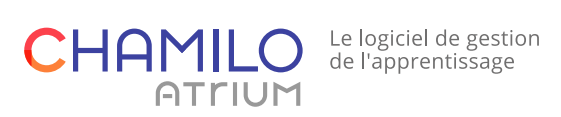 CHAMILO
ATRIUM
Le logiciel de gestion
de l'apprentissage